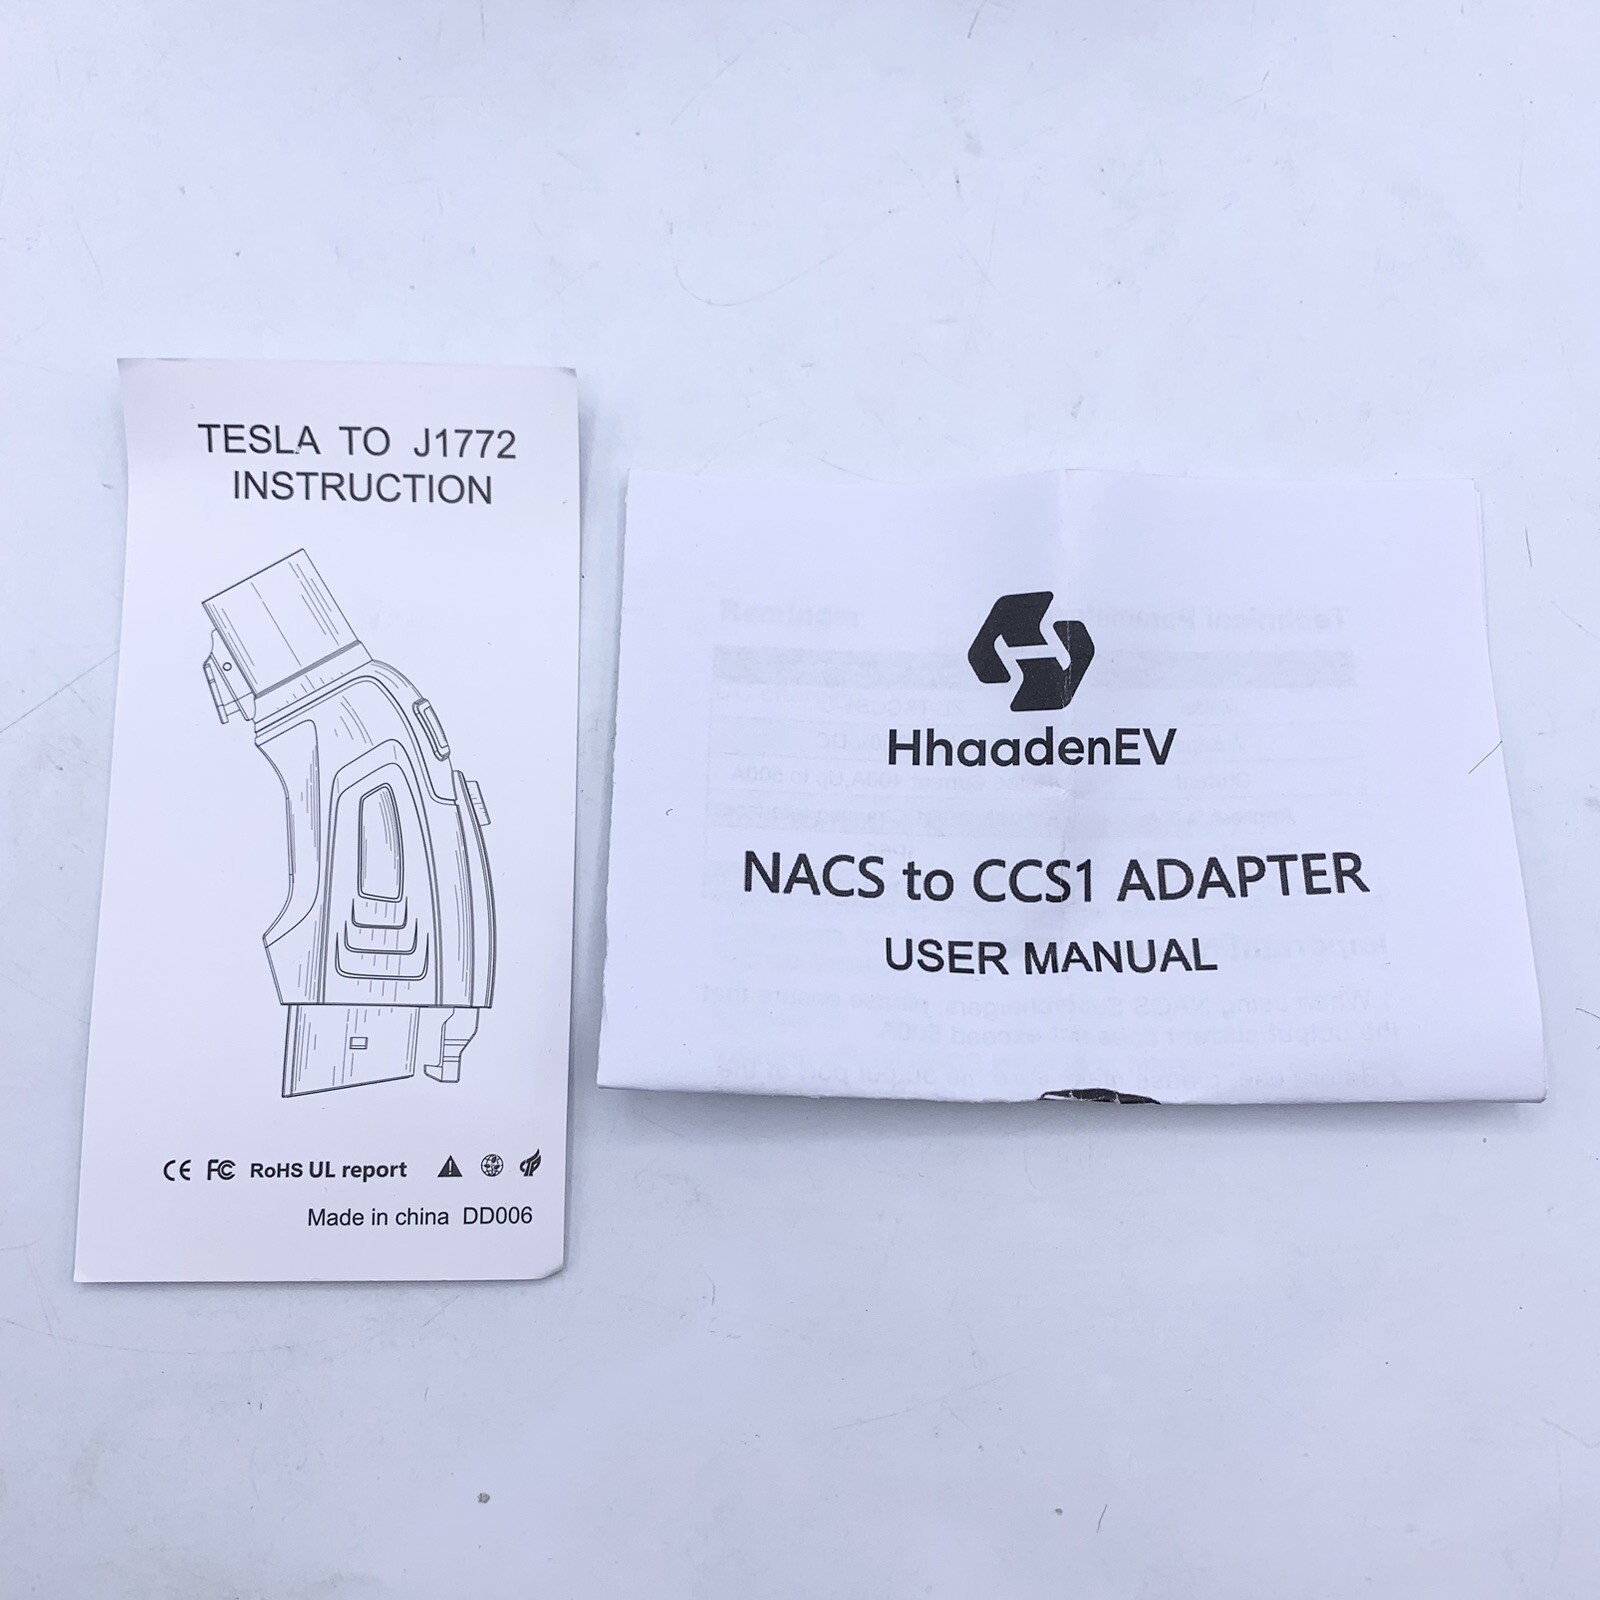 TESLA TO J1772
INSTRUCTION
CE FC RoHS UL report
Made in china DD006
HhaadenEV
NACS to CCS1 ADAPTER
USER MANUAL